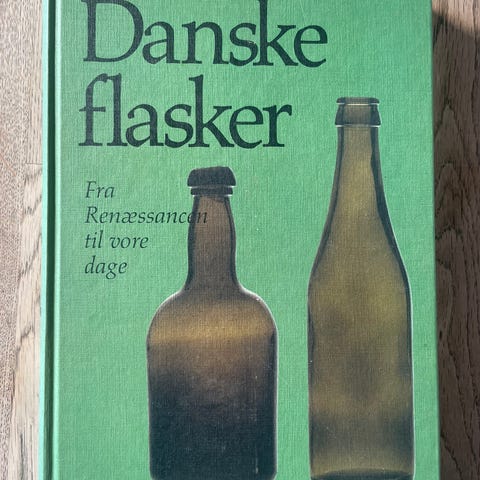 Danske
flasker
Fra
Renæssancen
til vore
dage